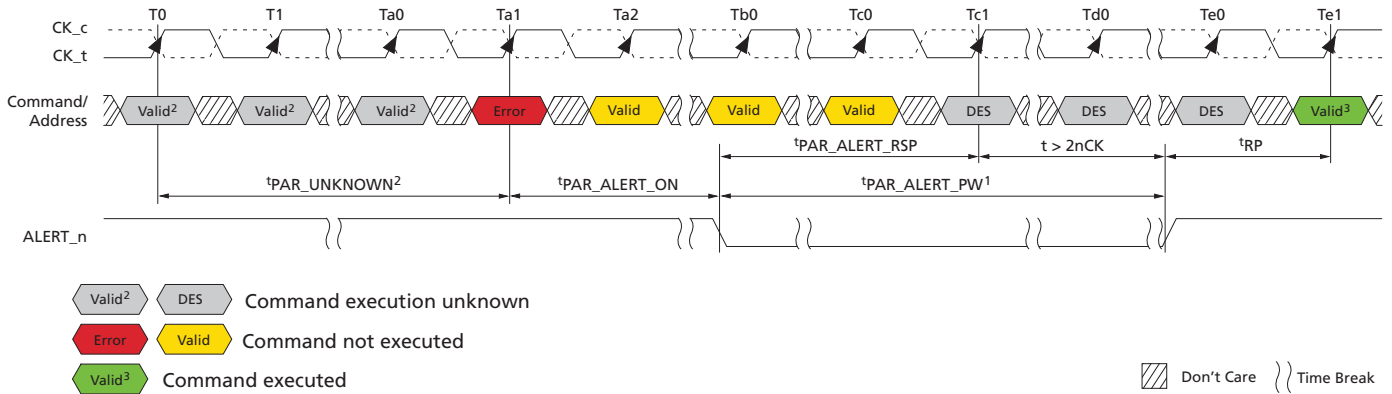 T0 T1 Ta0 Ta1 Ta2 Tb0 Tc0 Tc1 Td0 Te0 Te1
CK_c
CK_t
Command/
Address
Valid² Valid² Valid² Error Valid Valid Valid DES DES DES Valid³
tPAR_ALERT_RSP t > 2nCK tRP
tPAR_UNKNOWN² tPAR_ALERT_ON tPAR_ALERT_PW¹
ALERT_n
Valid² DES Command execution unknown
Error Valid Command not executed
Valid³ Command executed
Don't Care Time Break